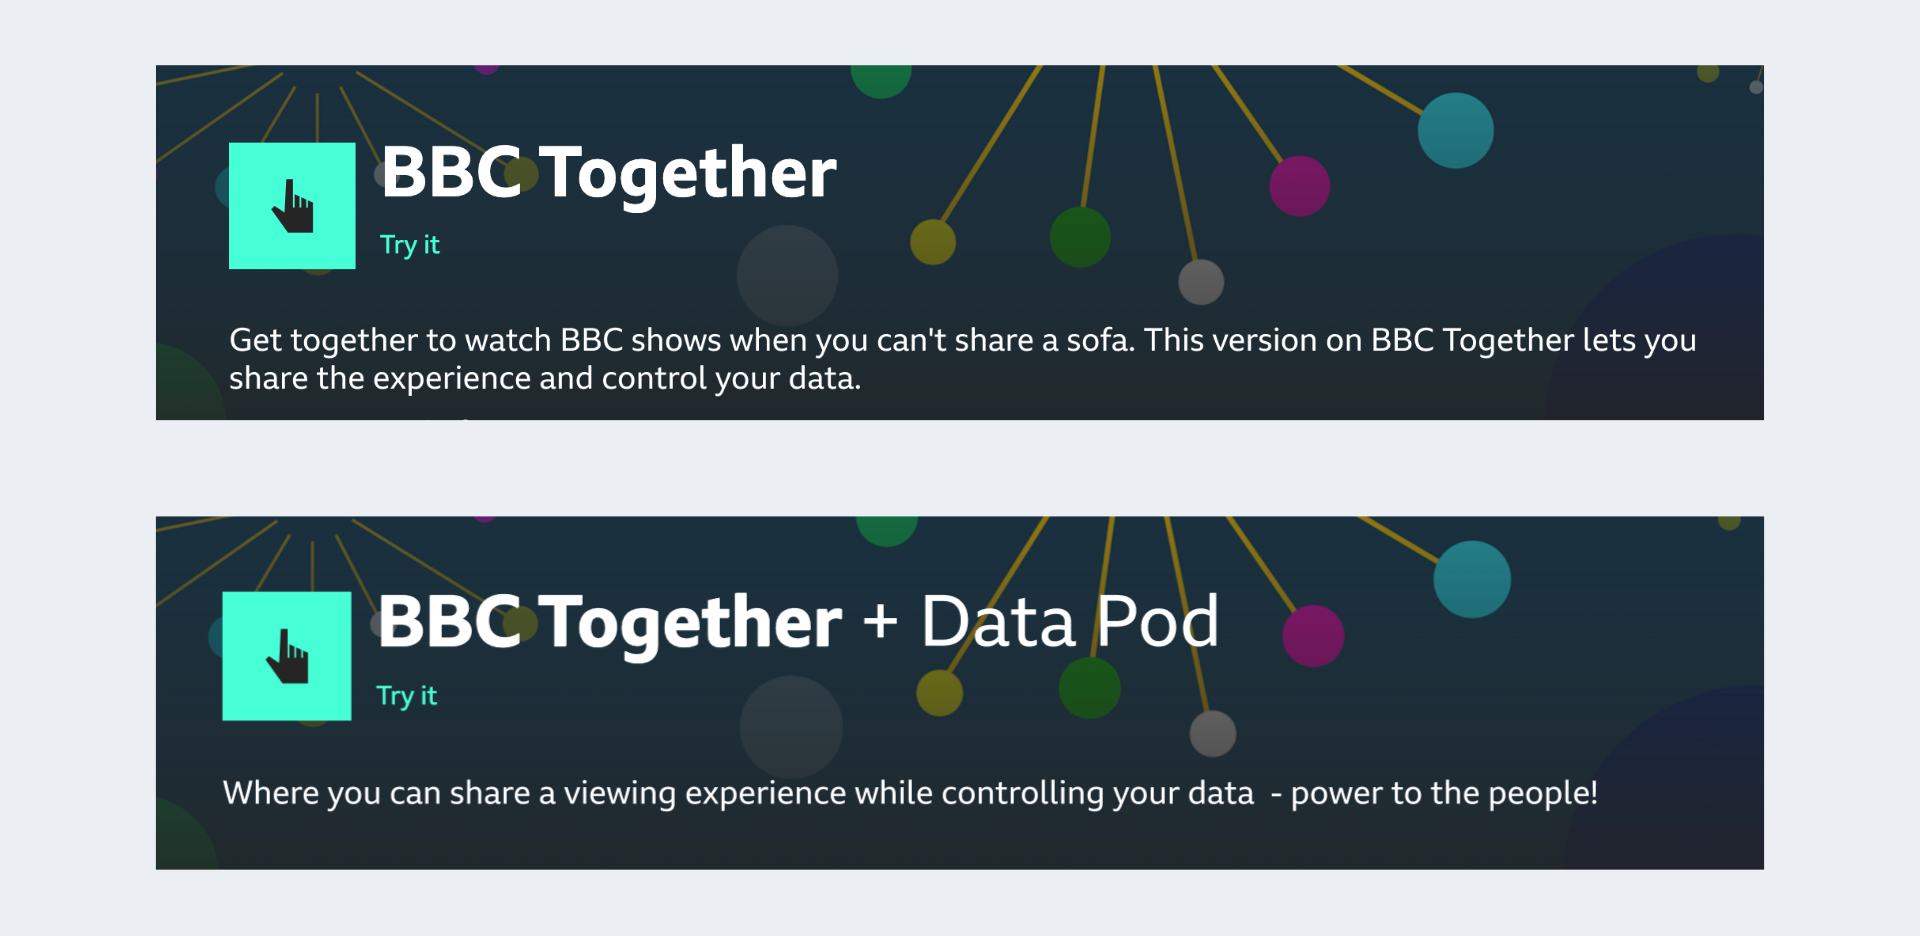 BBC Together
Try it
Get together to watch BBC shows when you can't share a sofa. This version on BBC Together lets you
share the experience and control your data.
BBC Together + Data Pod
Try it
Where you can share a viewing experience while controlling your data  - power to the people!